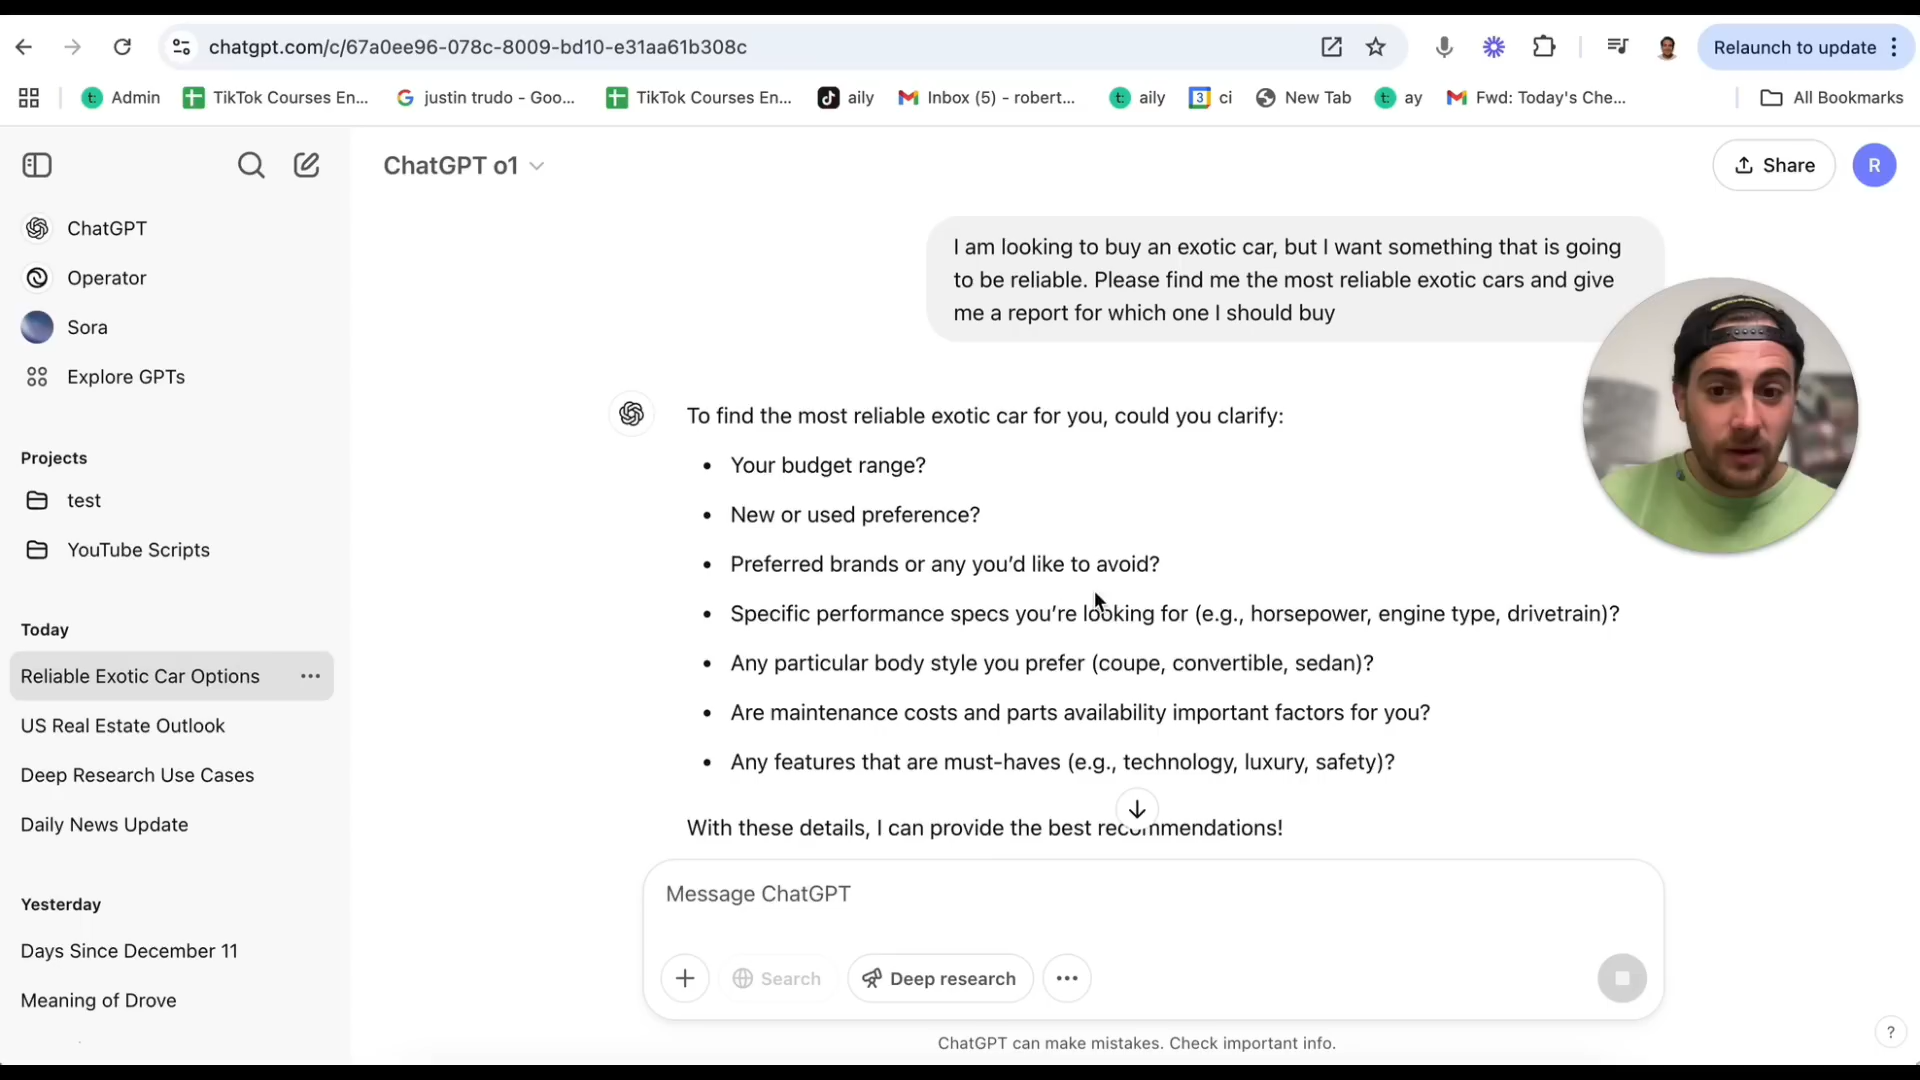 chatgpt.com/c/67a0ee96-078c-8009-bd10-e31aa61b308c
Relaunch to update
Admin
TikTok Courses En...
justin trudo - Goo...
TikTok Courses En...
aily
Inbox (5) - robert...
aily
3
ci
New Tab
ay
Fwd: Today's Che...
All Bookmarks
ChatGPT o1
Share
R
ChatGPT
Operator
Sora
Explore GPTs
Projects
test
YouTube Scripts
Today
Reliable Exotic Car Options
US Real Estate Outlook
Deep Research Use Cases
Daily News Update
Yesterday
Days Since December 11
Meaning of Drove
I am looking to buy an exotic car, but I want something that is going
to be reliable. Please find me the most reliable exotic cars and give
me a report for which one I should buy
To find the most reliable exotic car for you, could you clarify:
• Your budget range?
• New or used preference?
• Preferred brands or any you’d like to avoid?
• Specific performance specs you’re looking for (e.g., horsepower, engine type, drivetrain)?
• Any particular body style you prefer (coupe, convertible, sedan)?
• Are maintenance costs and parts availability important factors for you?
• Any features that are must-haves (e.g., technology, luxury, safety)?
With these details, I can provide the best recommendations!
Message ChatGPT
Search
Deep research
ChatGPT can make mistakes. Check important info.
?